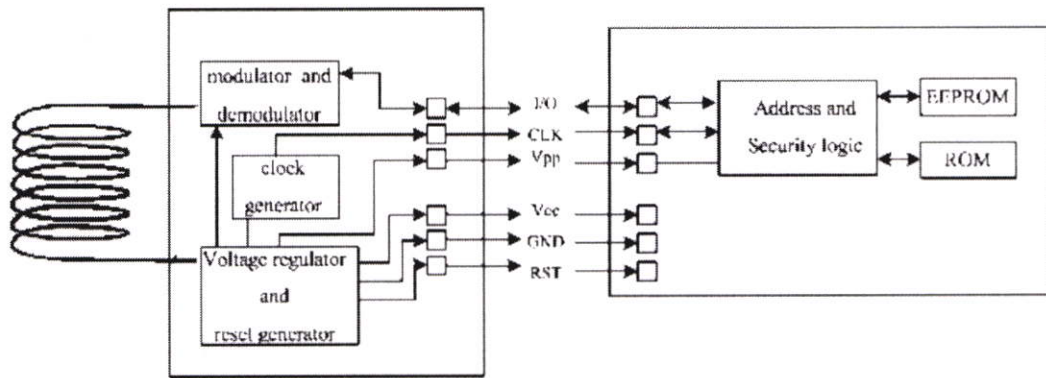 modulator and
demodulator
clock
generator
Voltage regulator
and
reset generator
I/O
CLK
Vpp
Vcc
GND
RST
Address and
Security logic
EEPROM
ROM